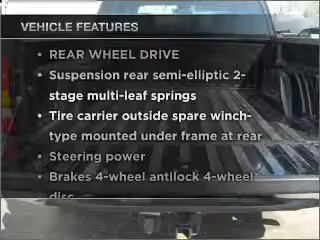 VEHICLE FEATURES
• REAR WHEEL DRIVE
• Suspension rear semi-elliptic 2-
stage multi-leaf springs
• Tire carrier outside spare winch-
type mounted under frame at rear
• Steering power
• Brakes 4-wheel antilock 4-wheel
disc